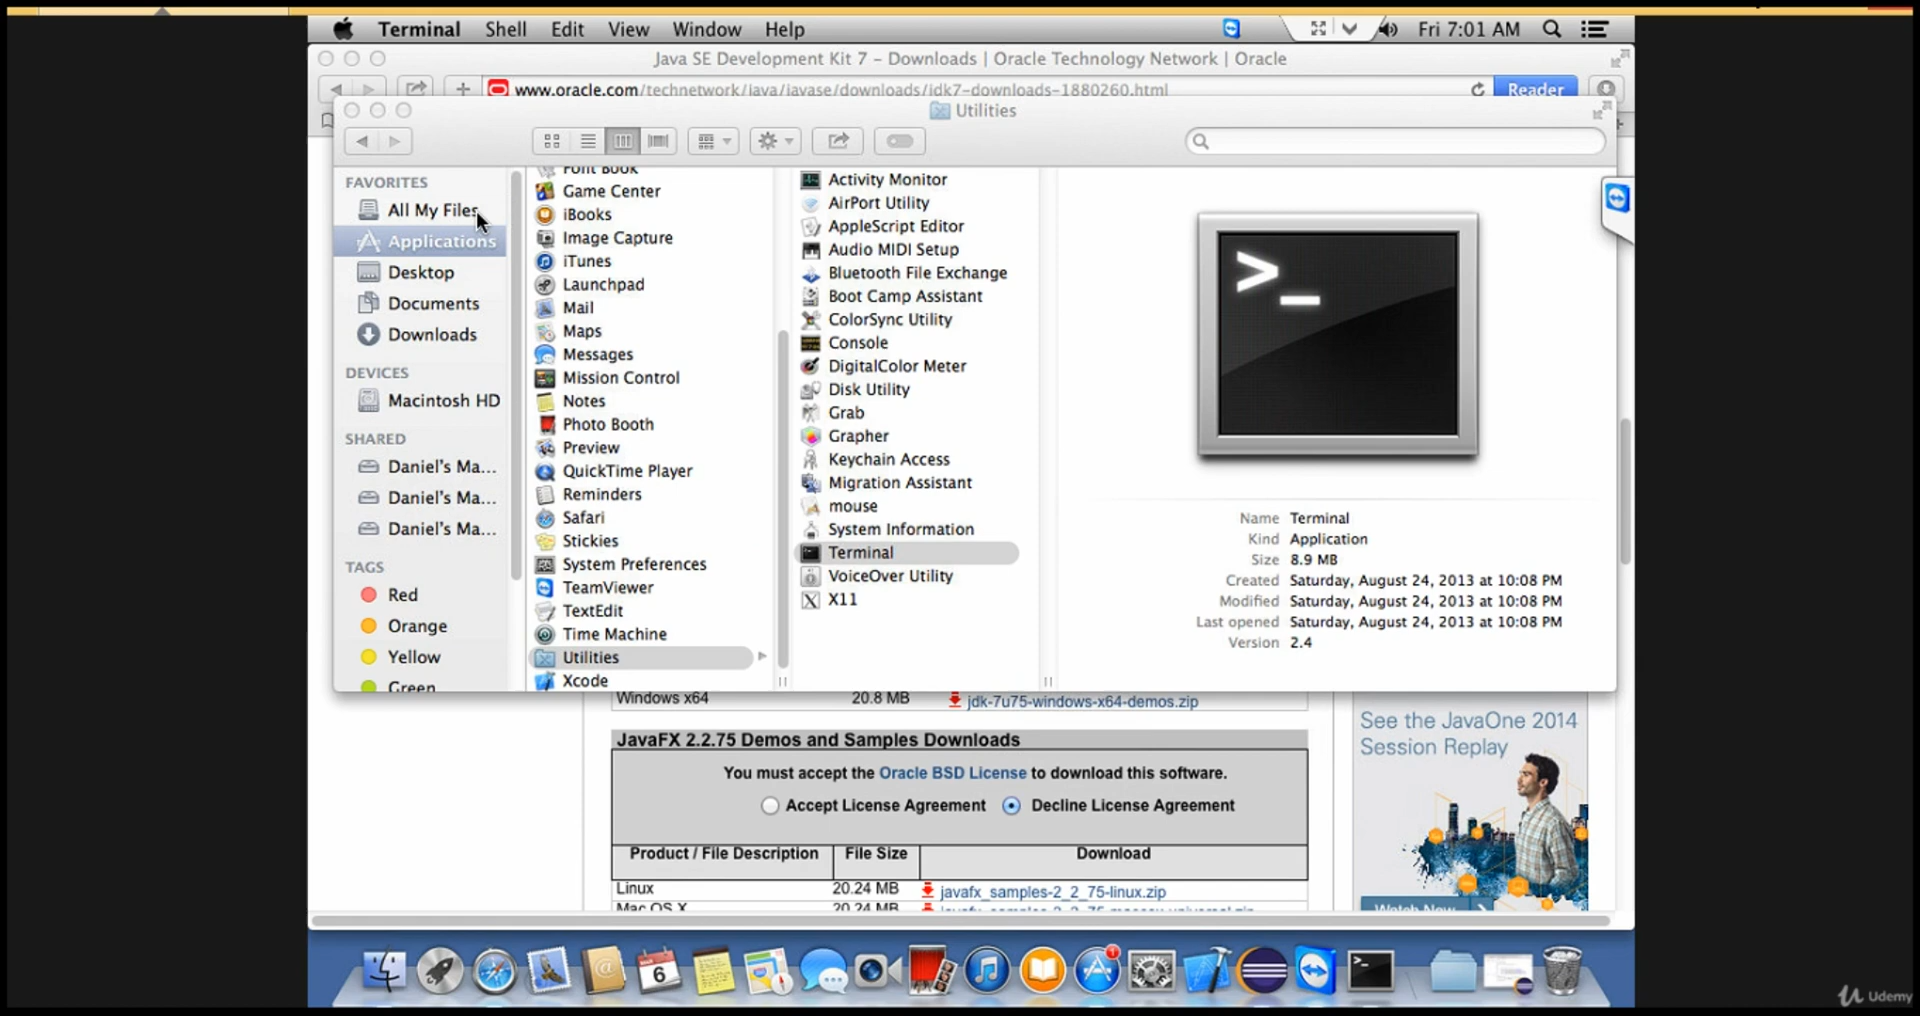 Terminal Shell Edit View Window Help Fri 7:01 AM
Java SE Development Kit 7 – Downloads | Oracle Technology Network | Oracle
www.oracle.com/technetwork/java/javase/downloads/jdk7-downloads-1880260.html Reader
Utilities
FAVORITES
All My Files
Applications
Desktop
Documents
Downloads
DEVICES
Macintosh HD
SHARED
Daniel's Ma...
Daniel's Ma...
Daniel's Ma...
TAGS
Red
Orange
Yellow
Green
Font Book
Game Center
iBooks
Image Capture
iTunes
Launchpad
Mail
Maps
Messages
Mission Control
Notes
Photo Booth
Preview
QuickTime Player
Reminders
Safari
Stickies
System Preferences
TeamViewer
TextEdit
Time Machine
Utilities
Xcode
Activity Monitor
AirPort Utility
AppleScript Editor
Audio MIDI Setup
Bluetooth File Exchange
Boot Camp Assistant
ColorSync Utility
Console
DigitalColor Meter
Disk Utility
Grab
Grapher
Keychain Access
Migration Assistant
mouse
System Information
Terminal
VoiceOver Utility
X11
>_
Name Terminal
Kind Application
Size 8.9 MB
Created Saturday, August 24, 2013 at 10:08 PM
Modified Saturday, August 24, 2013 at 10:08 PM
Last opened Saturday, August 24, 2013 at 10:08 PM
Version 2.4
Windows x64 20.8 MB jdk-7u75-windows-x64-demos.zip
JavaFX 2.2.75 Demos and Samples Downloads
You must accept the Oracle BSD License to download this software.
Accept License Agreement Decline License Agreement
Product / File Description File Size Download
Linux 20.24 MB javafx_samples-2_2_75-linux.zip
Mac OS X 20.24 MB
See the JavaOne 2014
Session Replay
Watch Now
6
1
Udemy